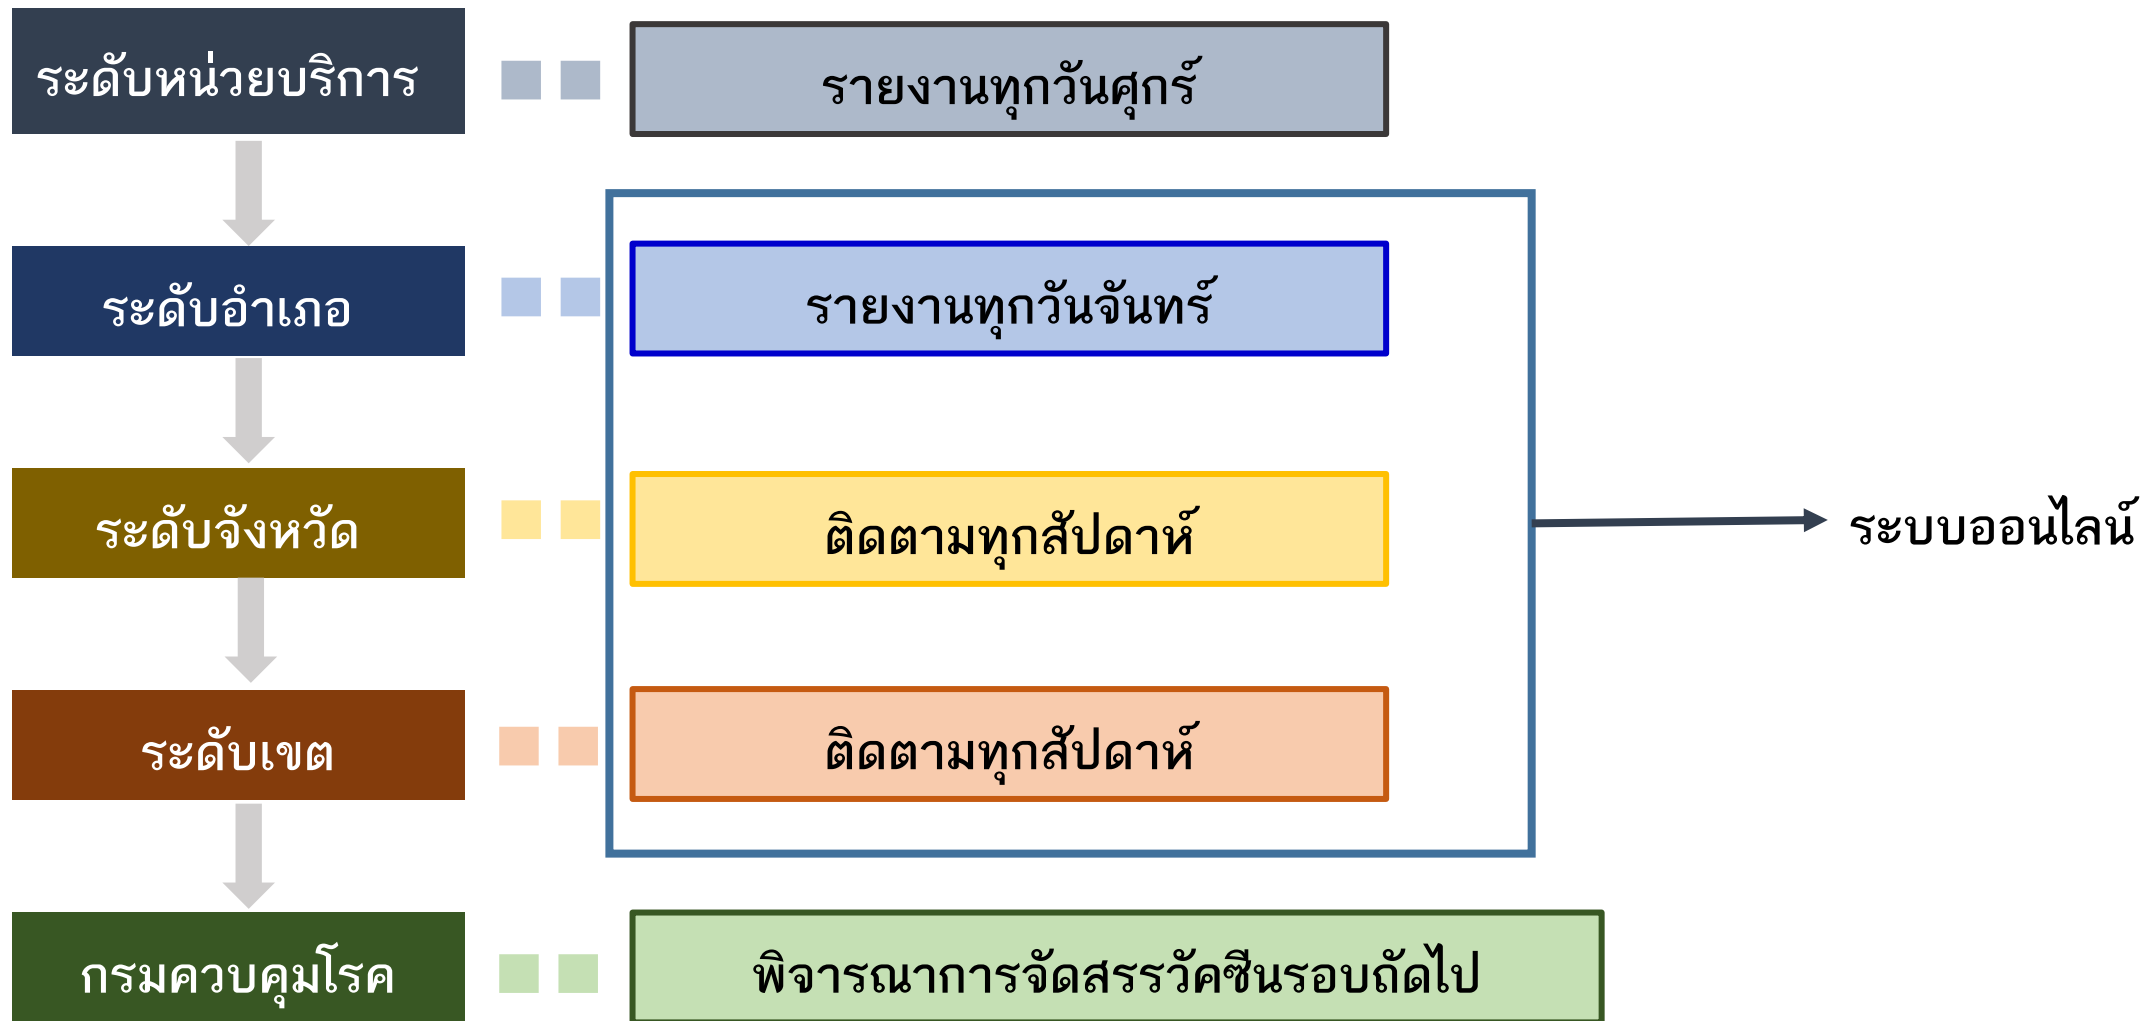 ระดับหน่วยบริการ
รายงานทุกวันศุกร์
ระดับอำเภอ
รายงานทุกวันจันทร์
ระดับจังหวัด
ติดตามทุกสัปดาห์
ระบบออนไลน์
ระดับเขต
ติดตามทุกสัปดาห์
กรมควบคุมโรค
พิจารณาการจัดสรรวัคซีนรอบถัดไป